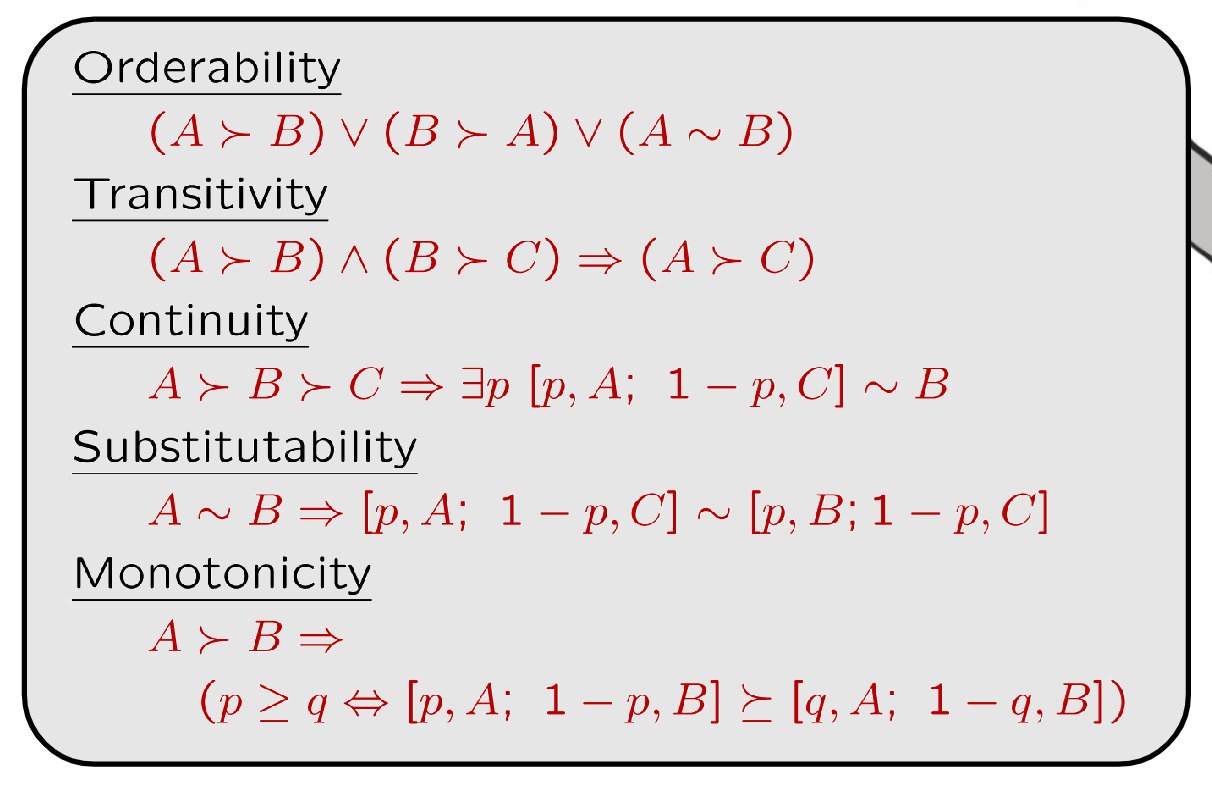 Orderability
(A ≻ B) ∨ (B ≻ A) ∨ (A ∼ B)
Transitivity
(A ≻ B) ∧ (B ≻ C) ⇒ (A ≻ C)
Continuity
A ≻ B ≻ C ⇒ ∃p [p, A; 1 − p, C] ∼ B
Substitutability
A ∼ B ⇒ [p, A; 1 − p, C] ∼ [p, B; 1 − p, C]
Monotonicity
A ≻ B ⇒
(p ≥ q ⇔ [p, A; 1 − p, B] ⪰ [q, A; 1 − q, B])